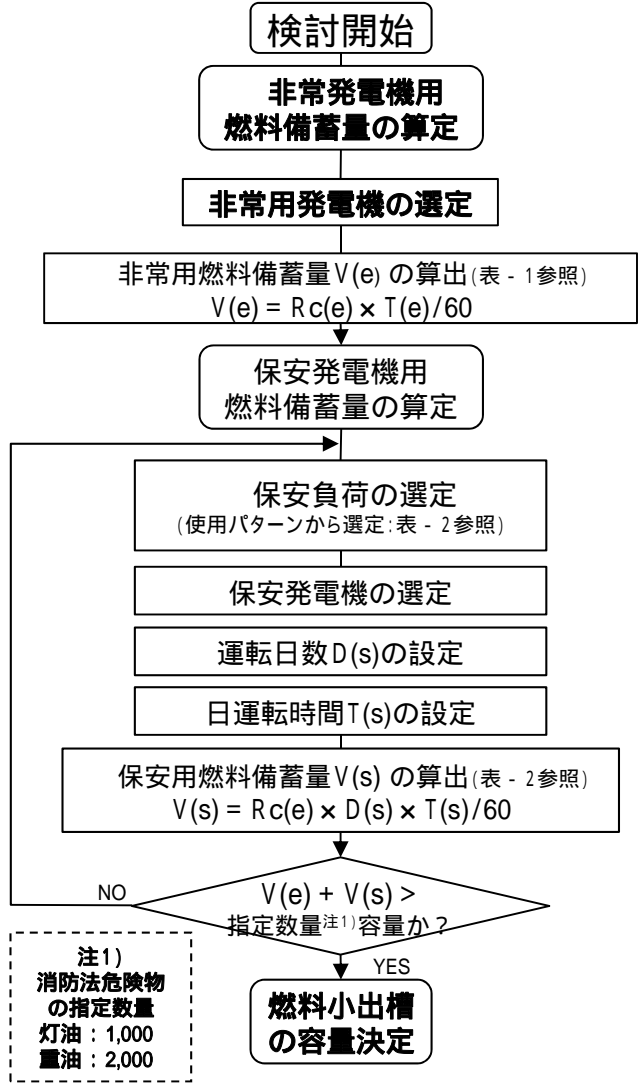 検討開始
非常発電機用
燃料備蓄量の算定
非常用発電機の選定
非常用燃料備蓄量V(e) の算出(表 - 1参照)
V(e) = Rc(e) × T(e)/60
保安発電機用
燃料備蓄量の算定
保安負荷の選定
(使用パターンから選定:表 - 2参照)
保安発電機の選定
運転日数D(s)の設定
日運転時間T(s)の設定
保安用燃料備蓄量V(s) の算出(表 - 2参照)
V(s) = Rc(e) × D(s) × T(s)/60
NO
V(e) + V(s) >
指定数量注1)容量か？
YES
注1)
消防法危険物
の指定数量
灯油：1,000
重油：2,000
燃料小出槽
の容量決定